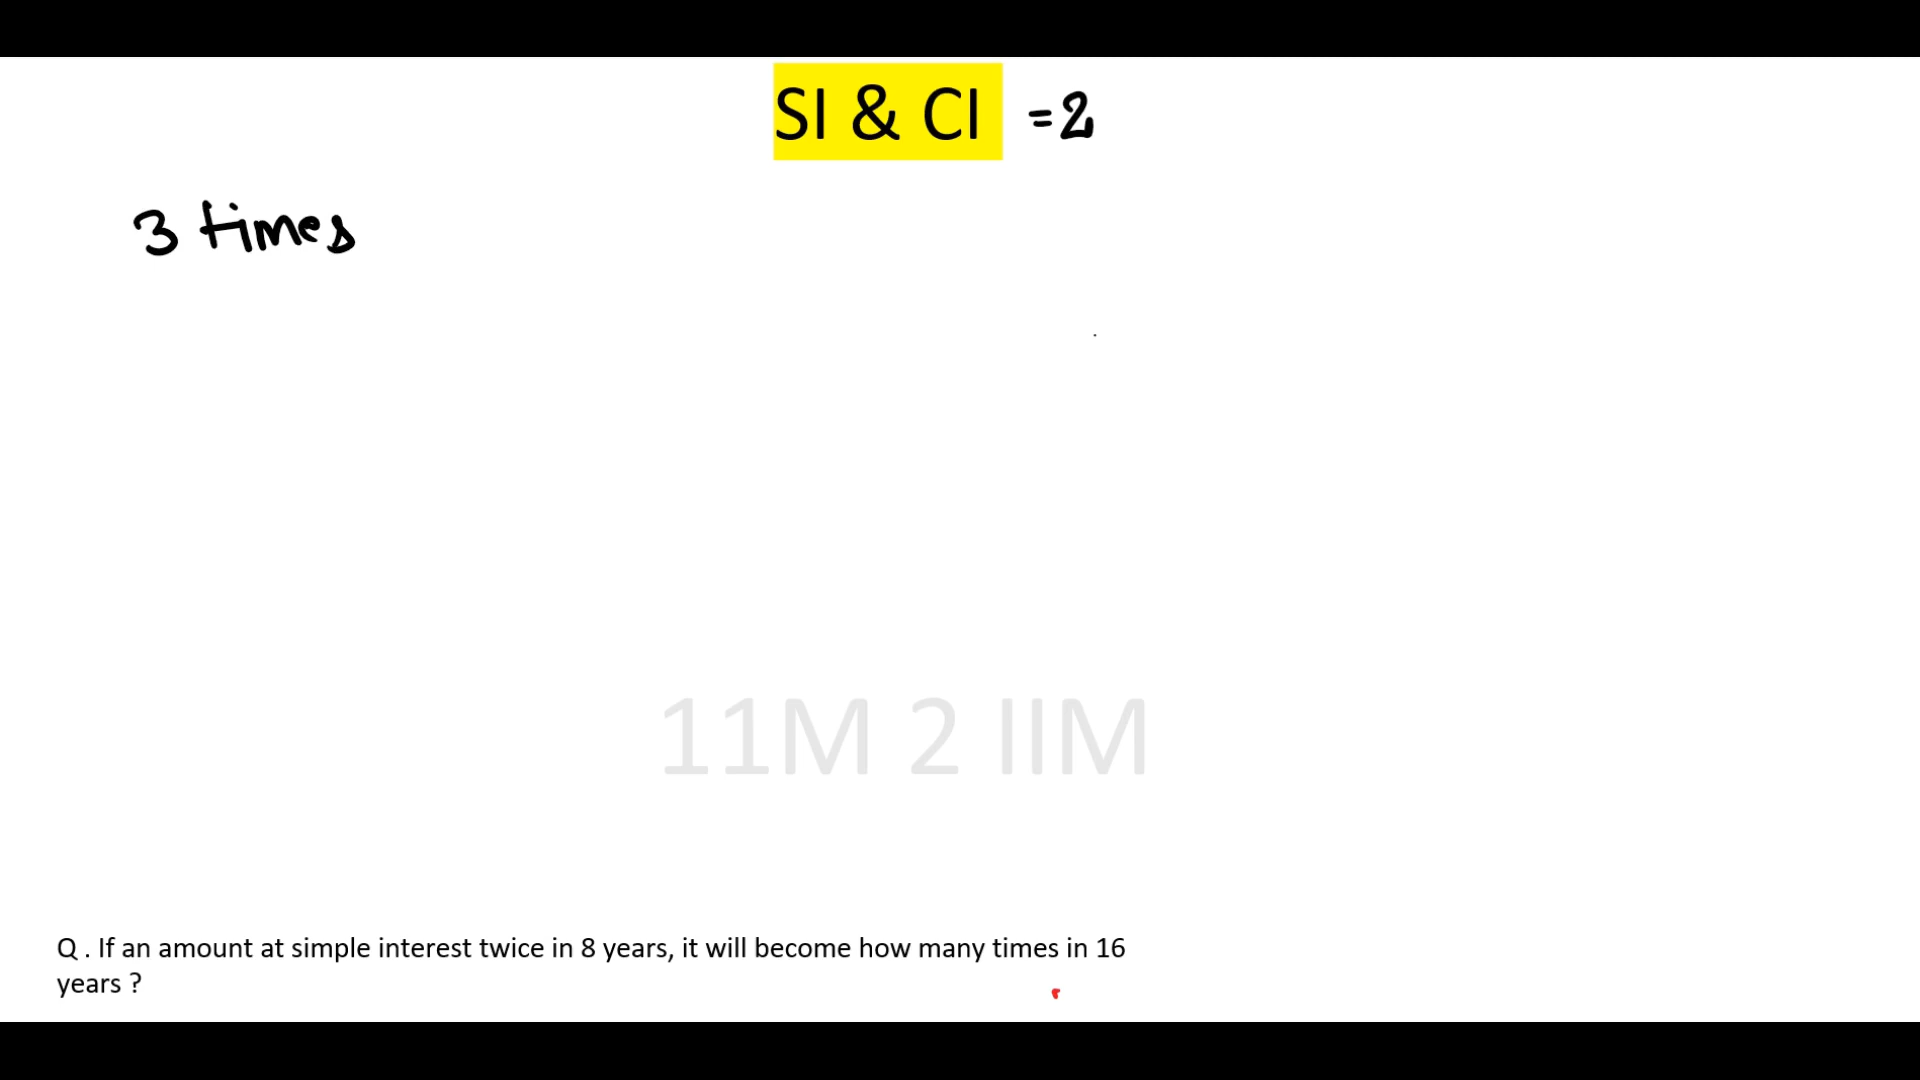 SI & CI = 2
3 times
11M 2 IIM
Q . If an amount at simple interest twice in 8 years, it will become how many times in 16
years ?